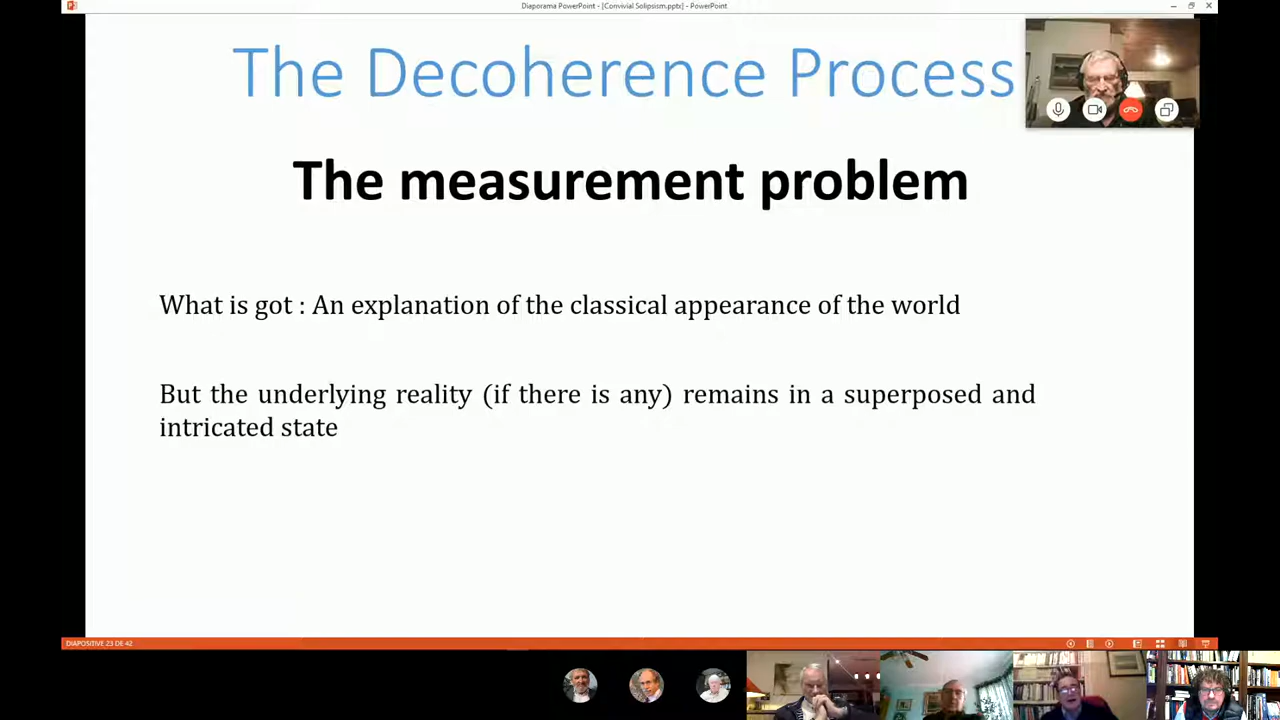 Diaporama PowerPoint - [Convivial Solipsism.pptx] - PowerPoint
The Decoherence Process
The measurement problem
What is got : An explanation of the classical appearance of the world
But the underlying reality (if there is any) remains in a superposed and
intricated state
DIAPOSITIVE 23 DE 42